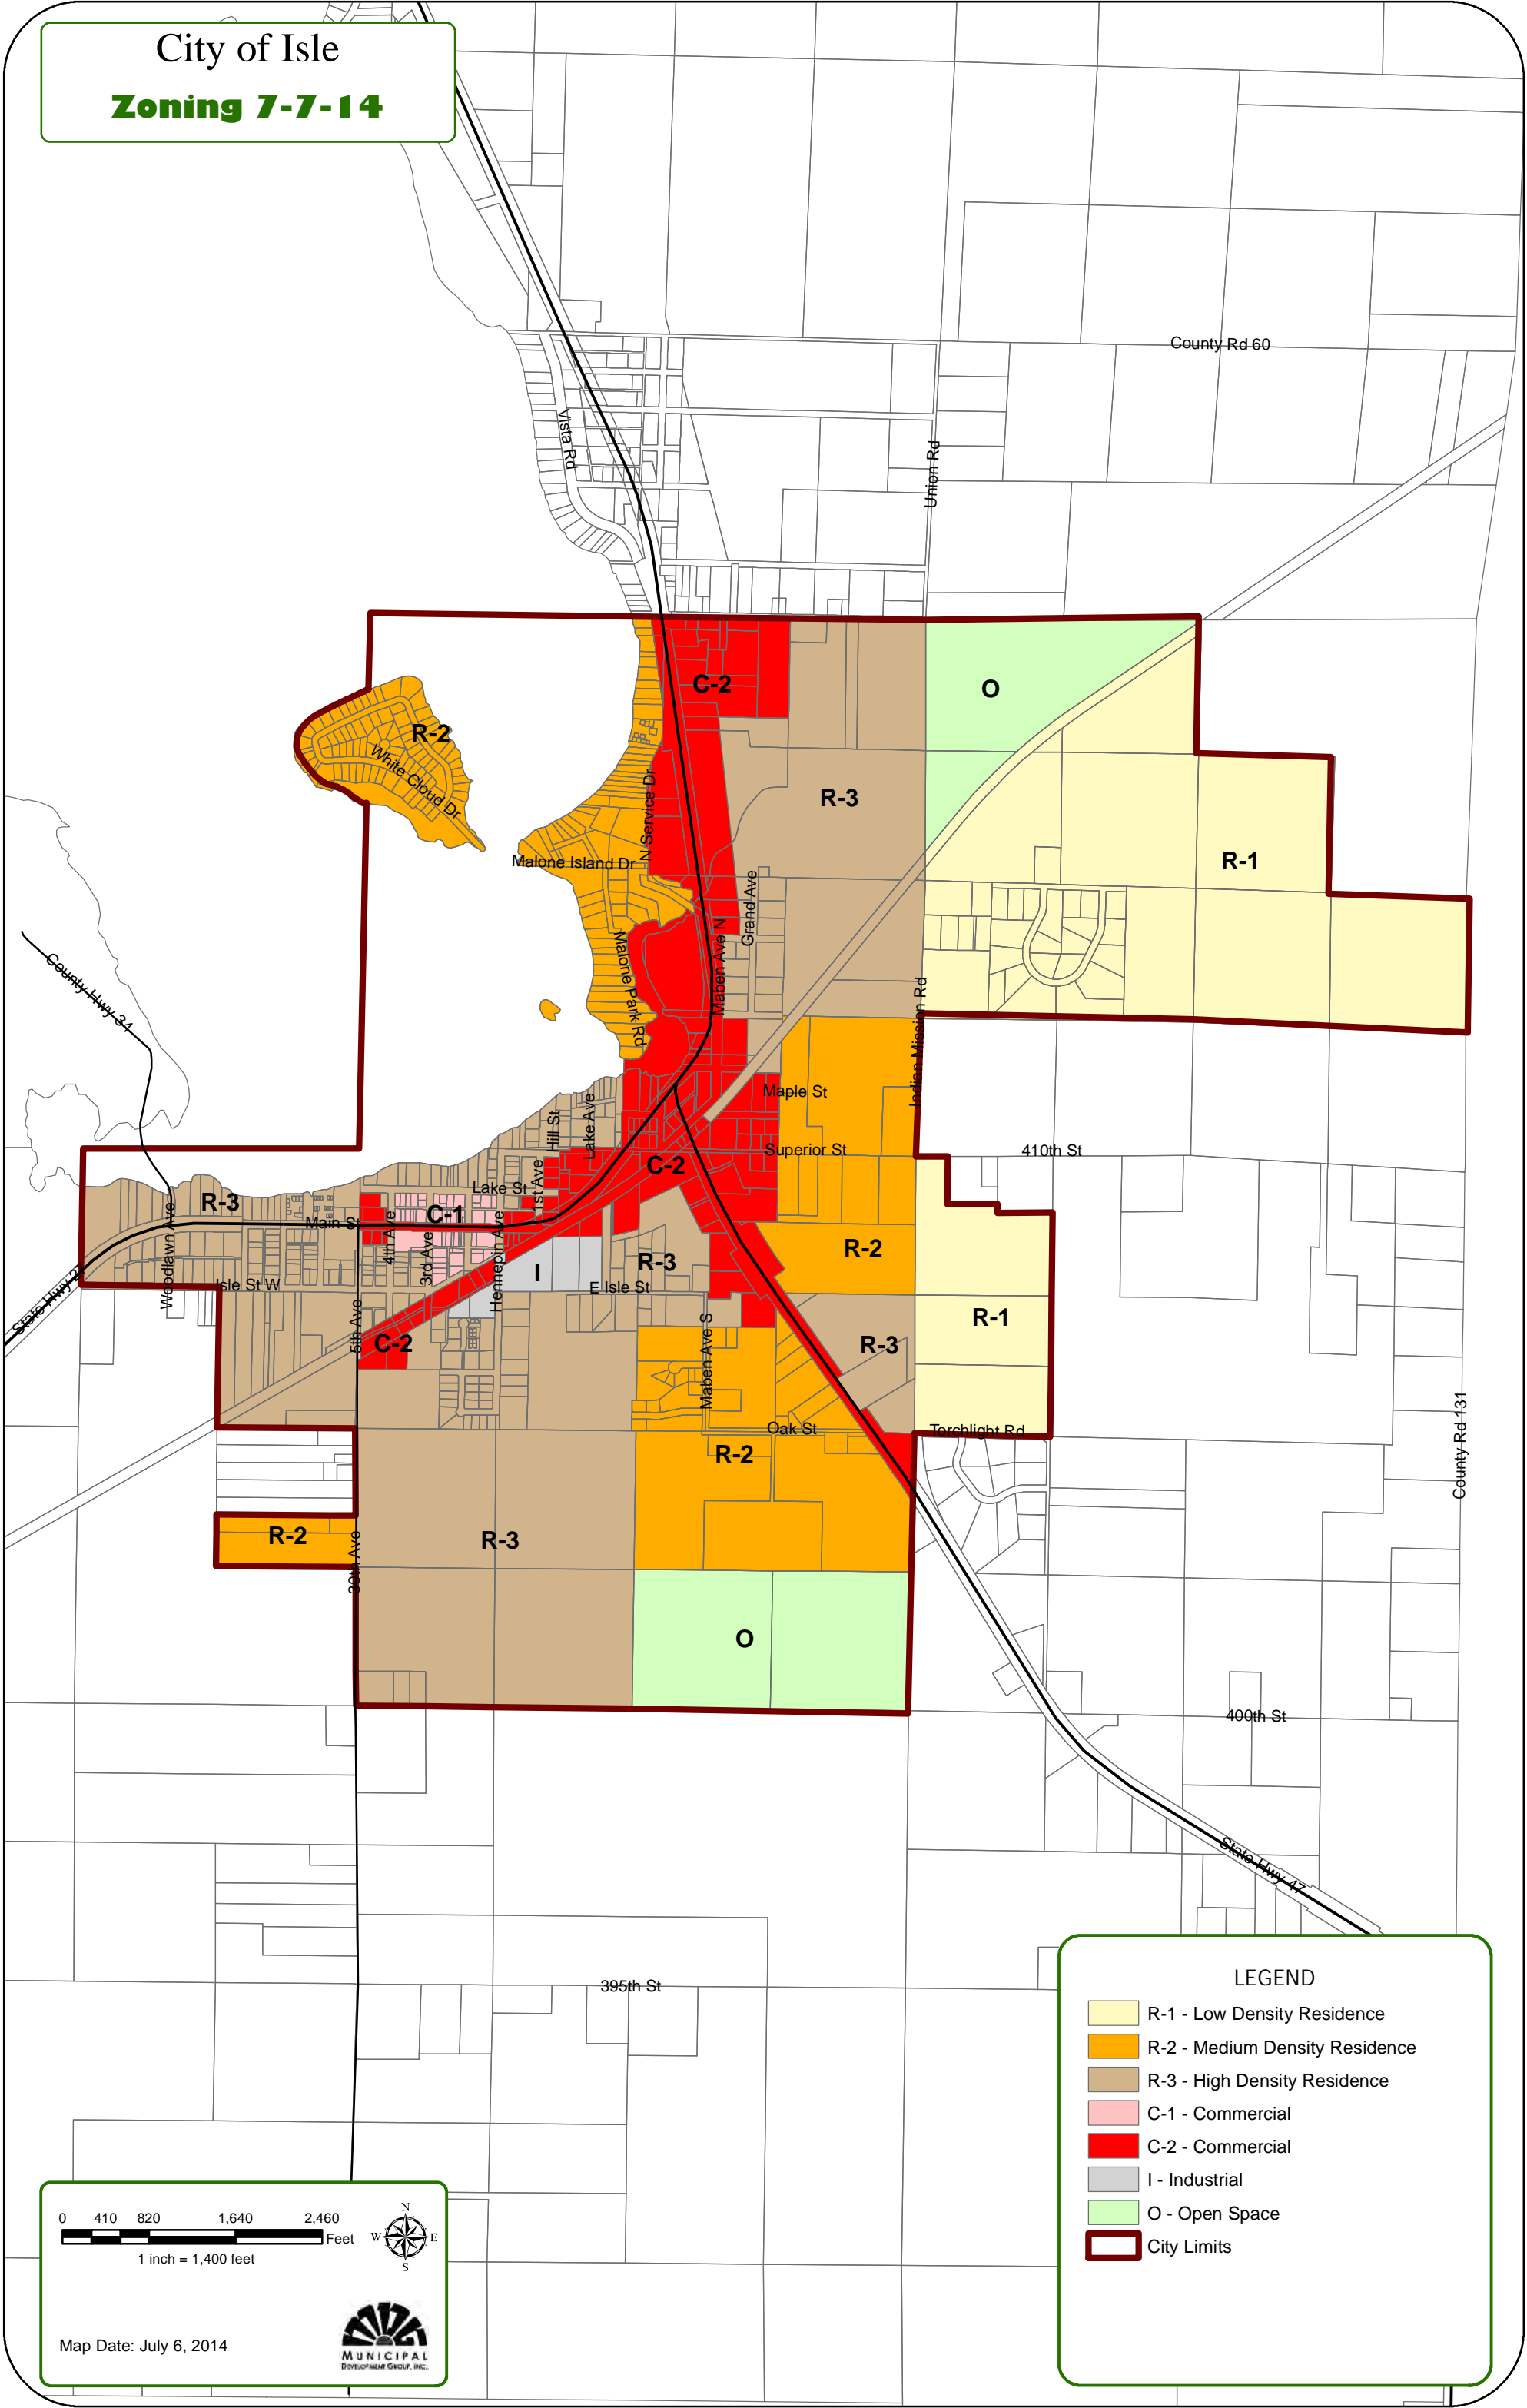 City of Isle
Zoning 7-7-14
County Rd 60
Vista Rd
Union Rd
C-2
O
R-2
White Cloud Dr
N Service Dr
R-3
Malone Island Dr
R-1
Grand Ave
Maben Ave N
Malone Park Rd
County Hwy 34
Indian Mission Rd
Maple St
Hill St
Lake Ave
Superior St
410th St
C-2
1st Ave
Lake St
R-3
Woodlawn Ave
Main St
C-1
4th Ave
3rd Ave
Hennepin Ave
R-2
R-3
I
E Isle St
Isle St W
State Hwy 27
5th Ave
C-2
R-1
R-3
Maben Ave S
Oak St
Torchlight Rd
County Rd 131
R-2
R-2
R-3
30th Ave
O
400th St
State Hwy 47
395th St
LEGEND
R-1 - Low Density Residence
R-2 - Medium Density Residence
R-3 - High Density Residence
C-1 - Commercial
C-2 - Commercial
I - Industrial
O - Open Space
City Limits
0 410 820 1,640 2,460
Feet
1 inch = 1,400 feet
N
W E
S
Map Date: July 6, 2014
MUNICIPAL
DEVELOPMENT GROUP, INC.